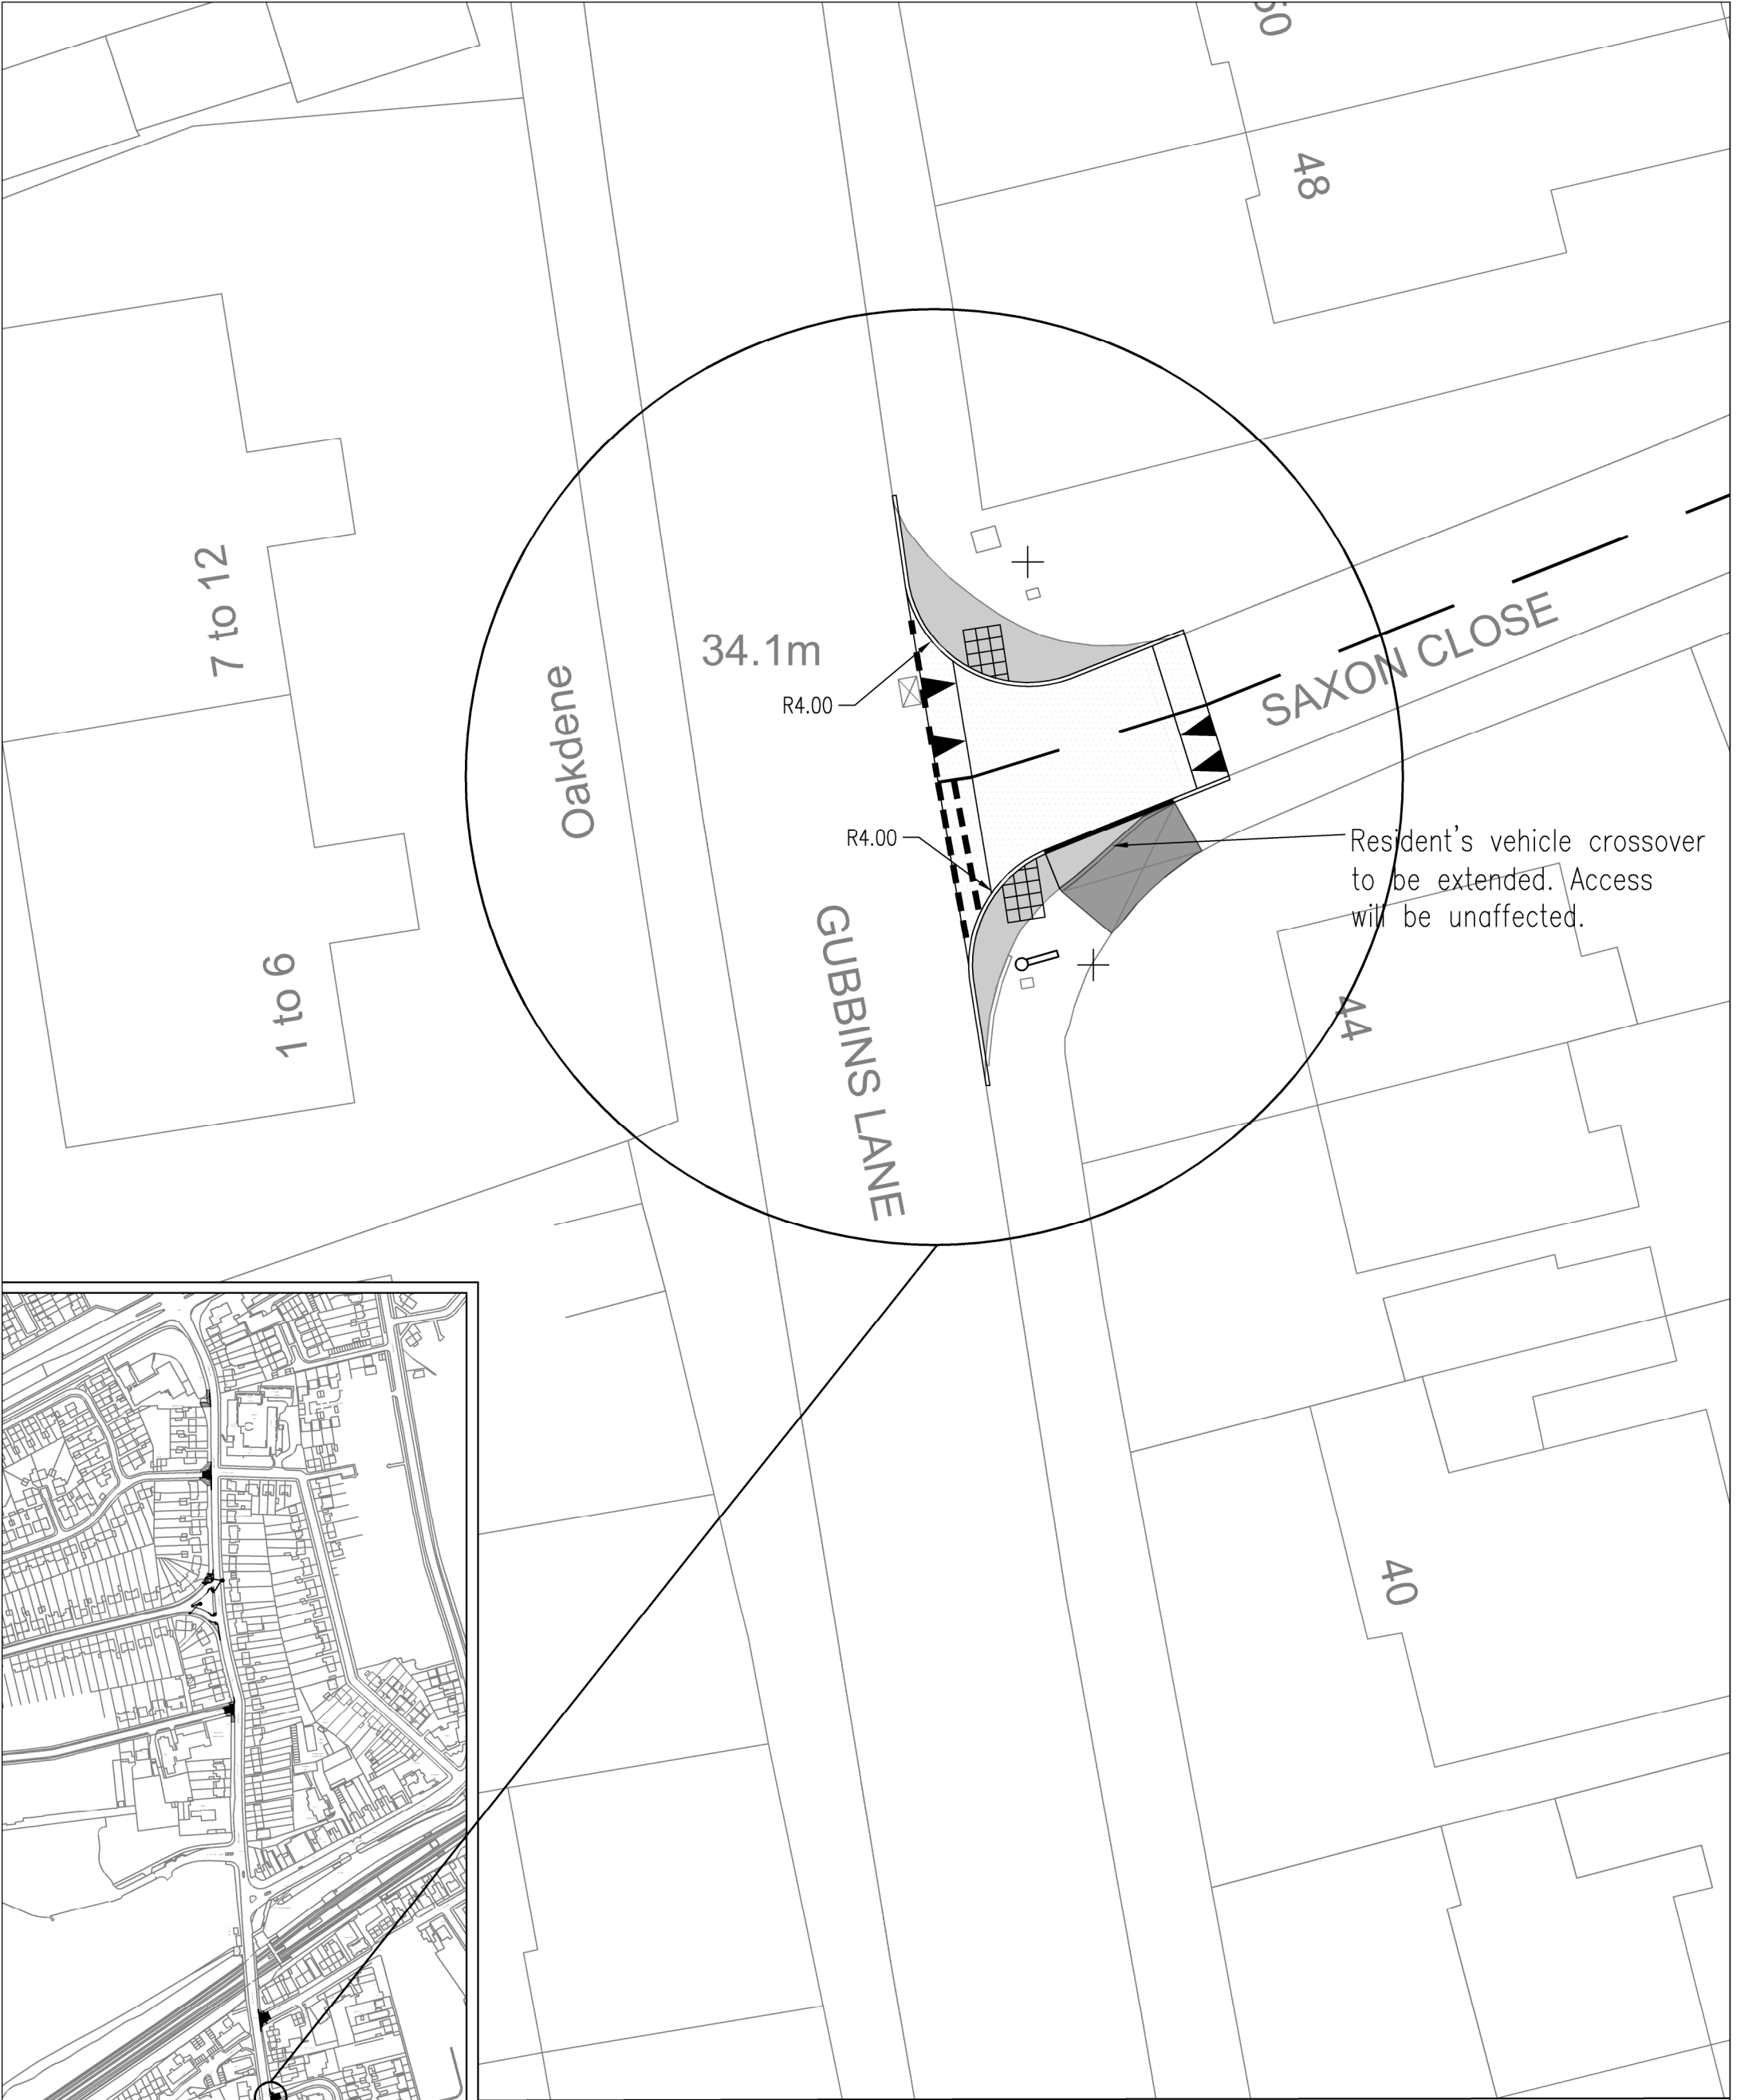 48
7 to 12
34.1m
R4.00
SAXON CLOSE
Oakdene
R4.00
Resident's vehicle crossover
to be extended. Access
will be unaffected.
GUBBINS LANE
1 to 6
44
40